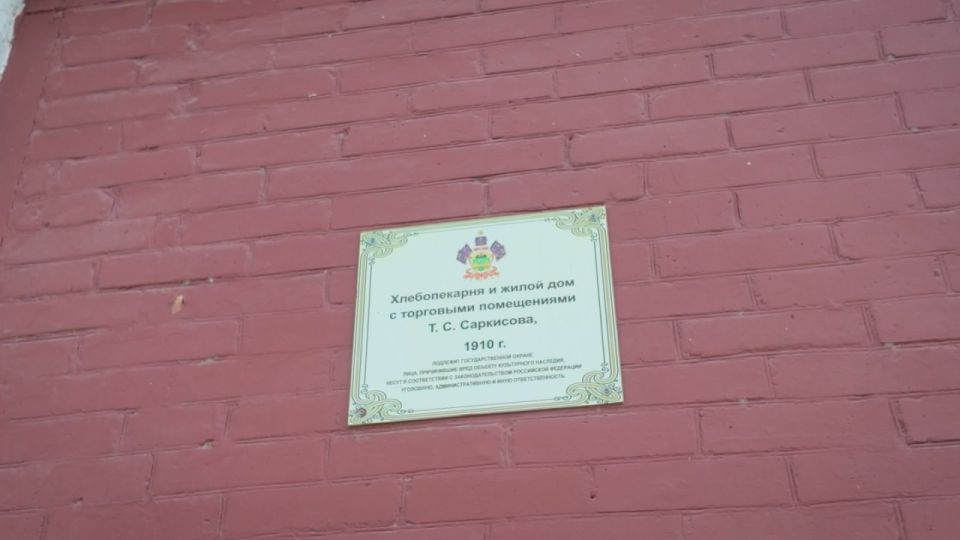 Хлебопекарня и жилой дом
с торговыми помещениями
Т. С. Саркисова,
1910 г.
ПОДЛЕЖИТ ГОСУДАРСТВЕННОЙ ОХРАНЕ.
ЛИЦА, ПРИЧИНИВШИЕ ВРЕД ОБЪЕКТУ КУЛЬТУРНОГО НАСЛЕДИЯ,
НЕСУТ В СООТВЕТСТВИИ С ЗАКОНОДАТЕЛЬСТВОМ РОССИЙСКОЙ ФЕДЕРАЦИИ
УГОЛОВНУЮ, АДМИНИСТРАТИВНУЮ И ИНУЮ ОТВЕТСТВЕННОСТЬ.